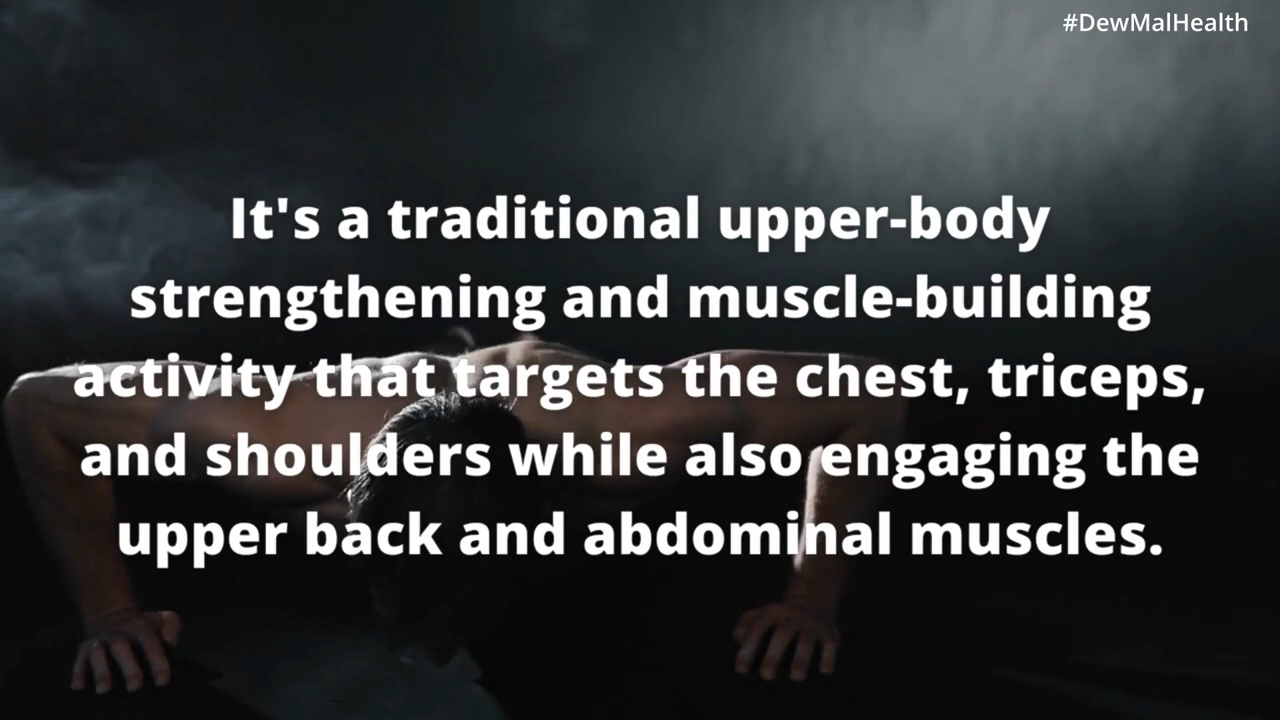 #DewMalHealth
It's a traditional upper-body
strengthening and muscle-building
activity that targets the chest, triceps,
and shoulders while also engaging the
upper back and abdominal muscles.